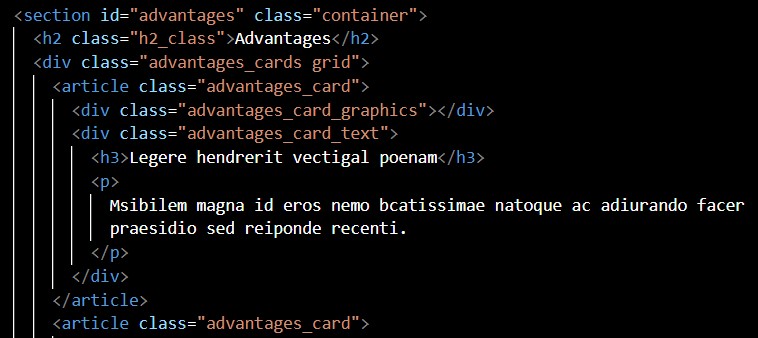 <section id="advantages" class="container">
<h2 class="h2_class">Advantages</h2>
<div class="advantages_cards grid">
<article class="advantages_card">
<div class="advantages_card_graphics"></div>
<div class="advantages_card_text">
<h3>Legere hendrerit vectigal poenam</h3>
<p>
Msibilem magna id eros nemo bcatissimae natoque ac adiurando facer
praesidio sed reiponde recenti.
</p>
</div>
</article>
<article class="advantages_card">